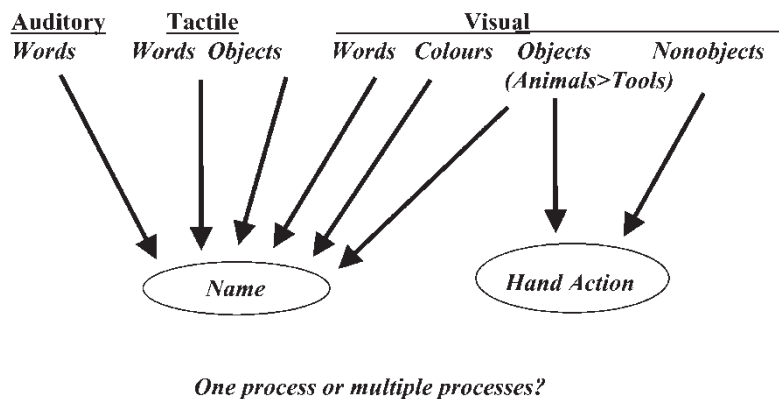 Auditory Tactile Visual
Words Words Objects Words Colours Objects Nonobjects
(Animals>Tools)
Name Hand Action
One process or multiple processes?